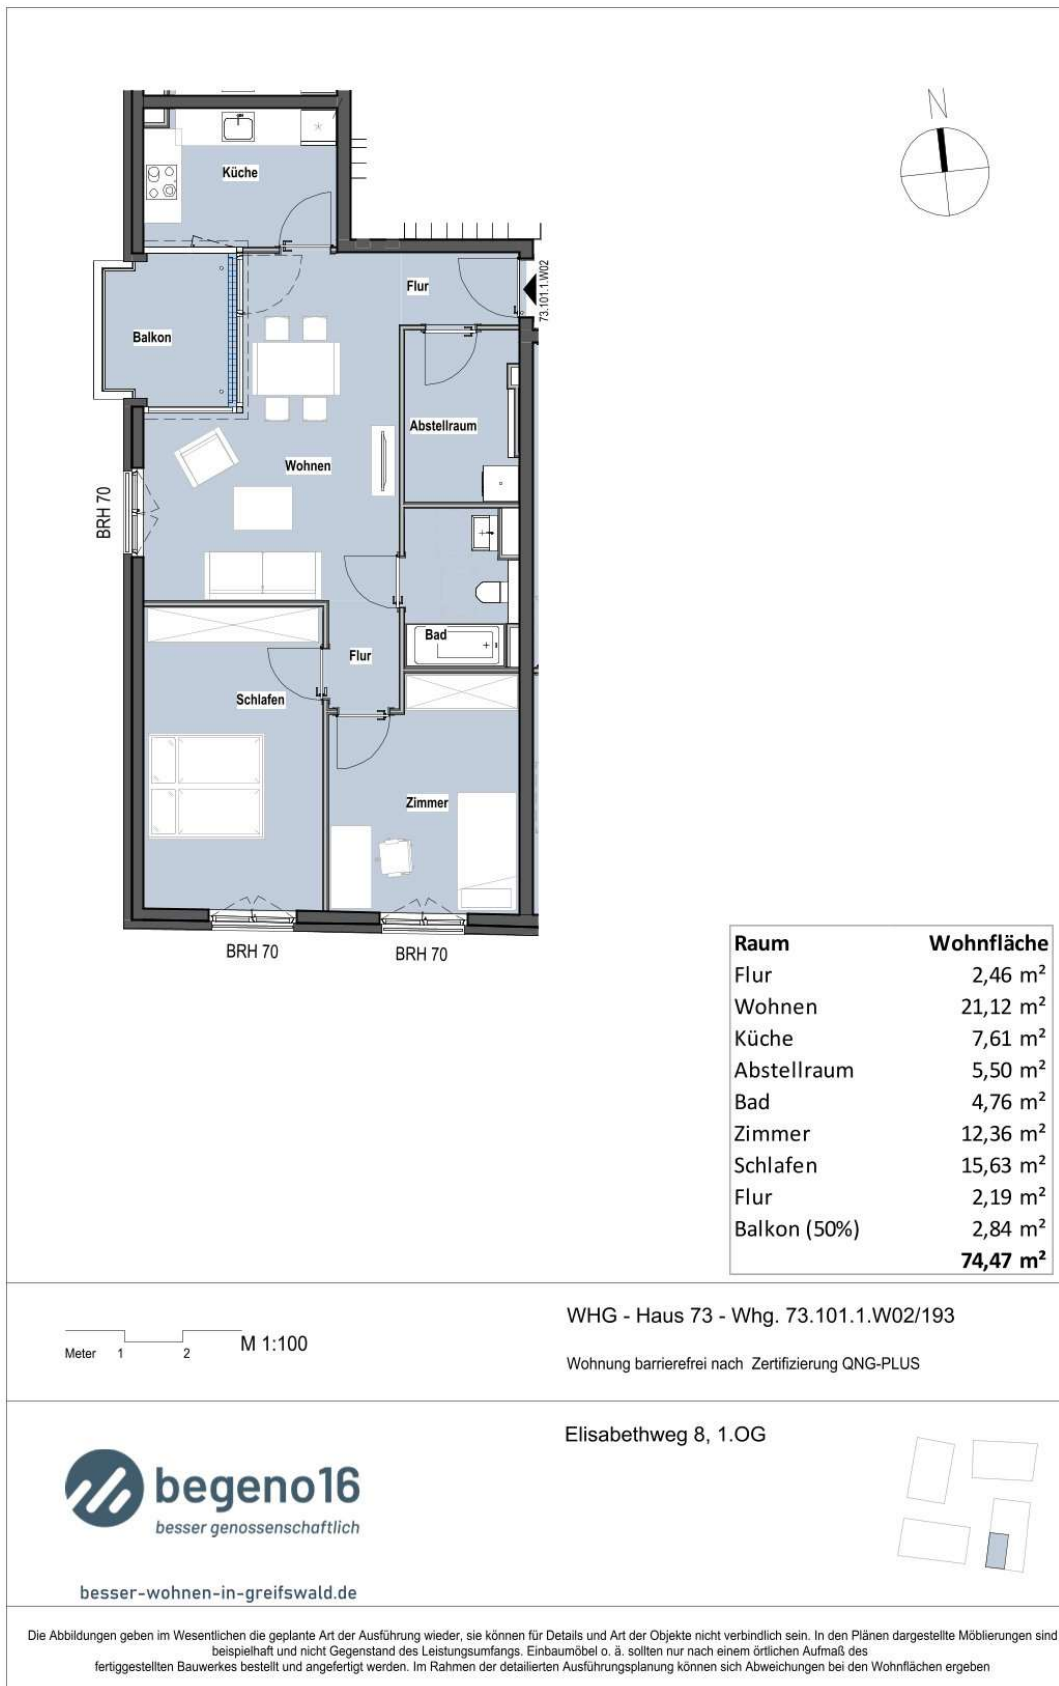 N
Küche
Flur
73.101.1.W02
Balkon
Abstellraum
Wohnen
BRH 70
Bad
Flur
Schlafen
Zimmer
BRH 70
BRH 70
Raum Wohnfläche
Flur 2,46 m²
Wohnen 21,12 m²
Küche 7,61 m²
Abstellraum 5,50 m²
Bad 4,76 m²
Zimmer 12,36 m²
Schlafen 15,63 m²
Flur 2,19 m²
Balkon (50%) 2,84 m²
74,47 m²
Meter 1 2 M 1:100
WHG - Haus 73 - Whg. 73.101.1.W02/193
Wohnung barrierefrei nach Zertifizierung QNG-PLUS
Elisabethweg 8, 1.OG
begeno16
besser genossenschaftlich
besser-wohnen-in-greifswald.de
Die Abbildungen geben im Wesentlichen die geplante Art der Ausführung wieder, sie können für Details und Art der Objekte nicht verbindlich sein. In den Plänen dargestellte Möblierungen sind
beispielhaft und nicht Gegenstand des Leistungsumfangs. Einbaumöbel o. ä. sollten nur nach einem örtlichen Aufmaß des
fertiggestellten Bauwerkes bestellt und angefertigt werden. Im Rahmen der detailierten Ausführungsplanung können sich Abweichungen bei den Wohnflächen ergeben